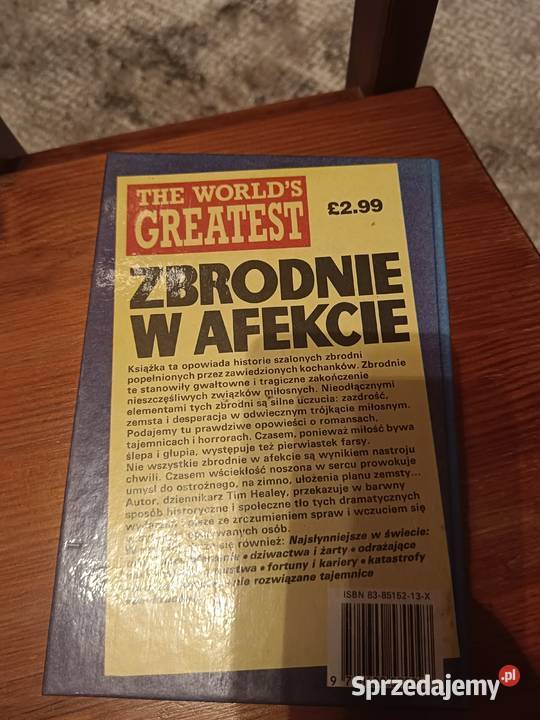 THE WORLD'S
GREATEST
£2.99
ZBRODNIE
W AFEKCIE
Książka ta opowiada historie szalonych zbrodni
popełnionych przez zawiedzionych kochanków. Zbrodnie
te stanowiły gwałtowne i tragiczne zakończenie
nieszczęśliwych związków miłosnych. Nieodłącznymi
elementami tych zbrodni są silne uczucia: zazdrość,
zemsta i desperacja w odwiecznym trójkącie miłosnym.
Podajemy tu prawdziwe opowieści o romansach,
tajemnicach i horrorach. Czasem, ponieważ miłość bywa
ślepa i głupia, występuje też pierwiastek farsy.
Nie wszystkie zbrodnie w afekcie są wynikiem nastroju
chwili. Czasem wściekłość noszona w sercu prowokuje
umysł do ostrożnego, na zimno, ułożenia planu zemsty...
Autor, dziennikarz Tim Healey, przekazuje w barwny
sposób historyczne i społeczne tło tych dramatycznych
ze zrozumieniem spraw i wczuciem się
osób.
się również: Najsłynniejsze w świecie:
• dziwactwa i żarty • odrażające
• fortuny i kariery • katastrofy
nie rozwiązane tajemnice
ISBN 83-85152-13-X
9
Sprzedajemy.pl